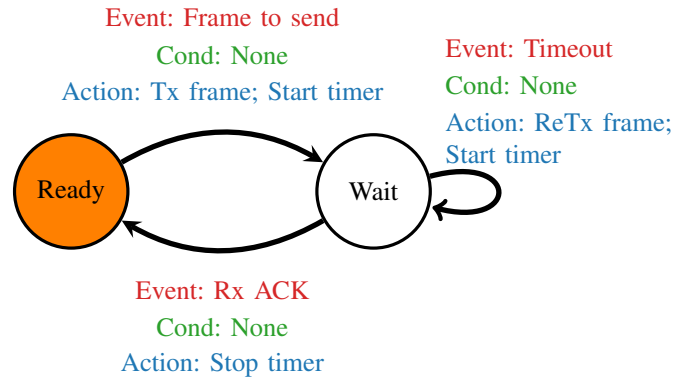 Event: Frame to send
Cond: None
Action: Tx frame; Start timer
Event: Timeout
Cond: None
Action: ReTx frame;
Start timer
Ready
Wait
Event: Rx ACK
Cond: None
Action: Stop timer